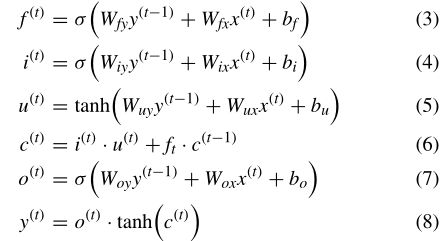 f^{(t)} = σ(W_{fy}y^{(t−1)} + W_{fx}x^{(t)} + b_f) (3)
i^{(t)} = σ(W_{iy}y^{(t−1)} + W_{ix}x^{(t)} + b_i) (4)
u^{(t)} = tanh(W_{uy}y^{(t−1)} + W_{ux}x^{(t)} + b_u) (5)
c^{(t)} = i^{(t)} · u^{(t)} + f_t · c^{(t−1)} (6)
o^{(t)} = σ(W_{oy}y^{(t−1)} + W_{ox}x^{(t)} + b_o) (7)
y^{(t)} = o^{(t)} · tanh(c^{(t)}) (8)